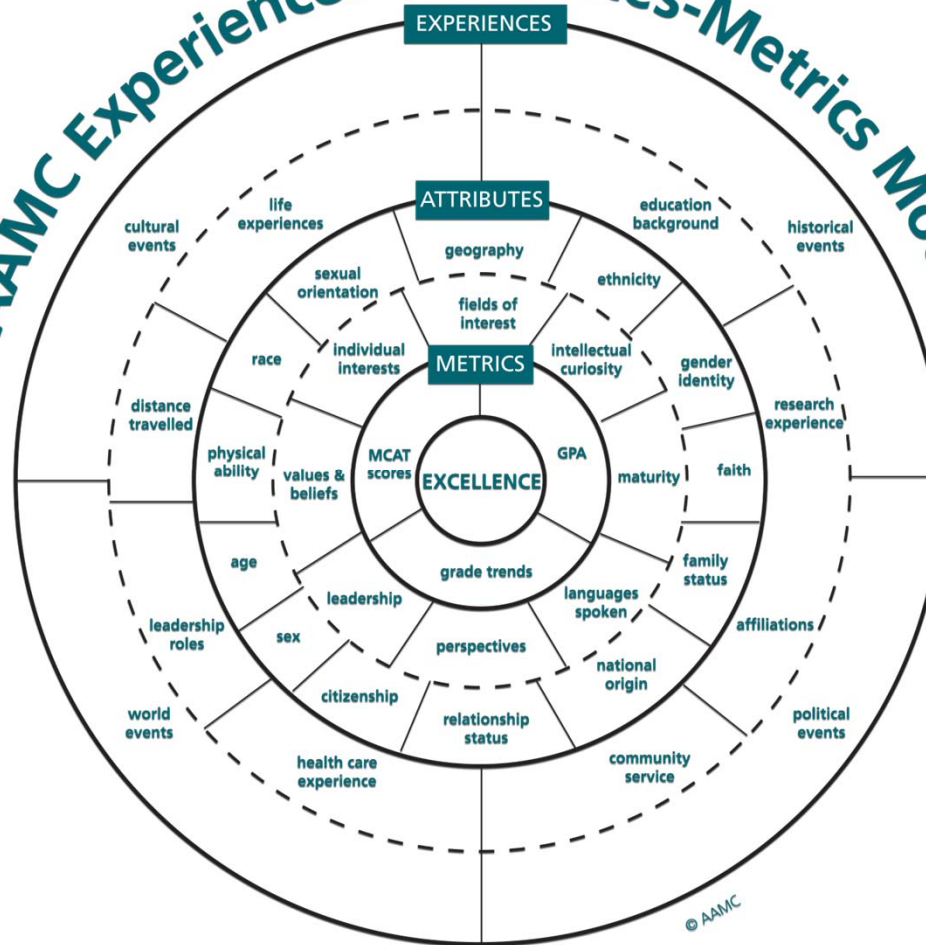 AAMC Experienc
cs-Metrics Mo
EXPERIENCES
cultural
events
life
experiences
ATTRIBUTES
education
background
historical
events
sexual
orientation
geography
ethnicity
race
individual
interests
fields of
interest
intellectual
curiosity
gender
identity
METRICS
distance
travelled
research
experience
physical
ability
values &
beliefs
MCAT
scores
EXCELLENCE
GPA
maturity
faith
age
grade trends
family
status
leadership
roles
leadership
languages
spoken
affiliations
sex
perspectives
national
origin
citizenship
relationship
status
world
events
health care
experience
community
service
political
events
© AAMC